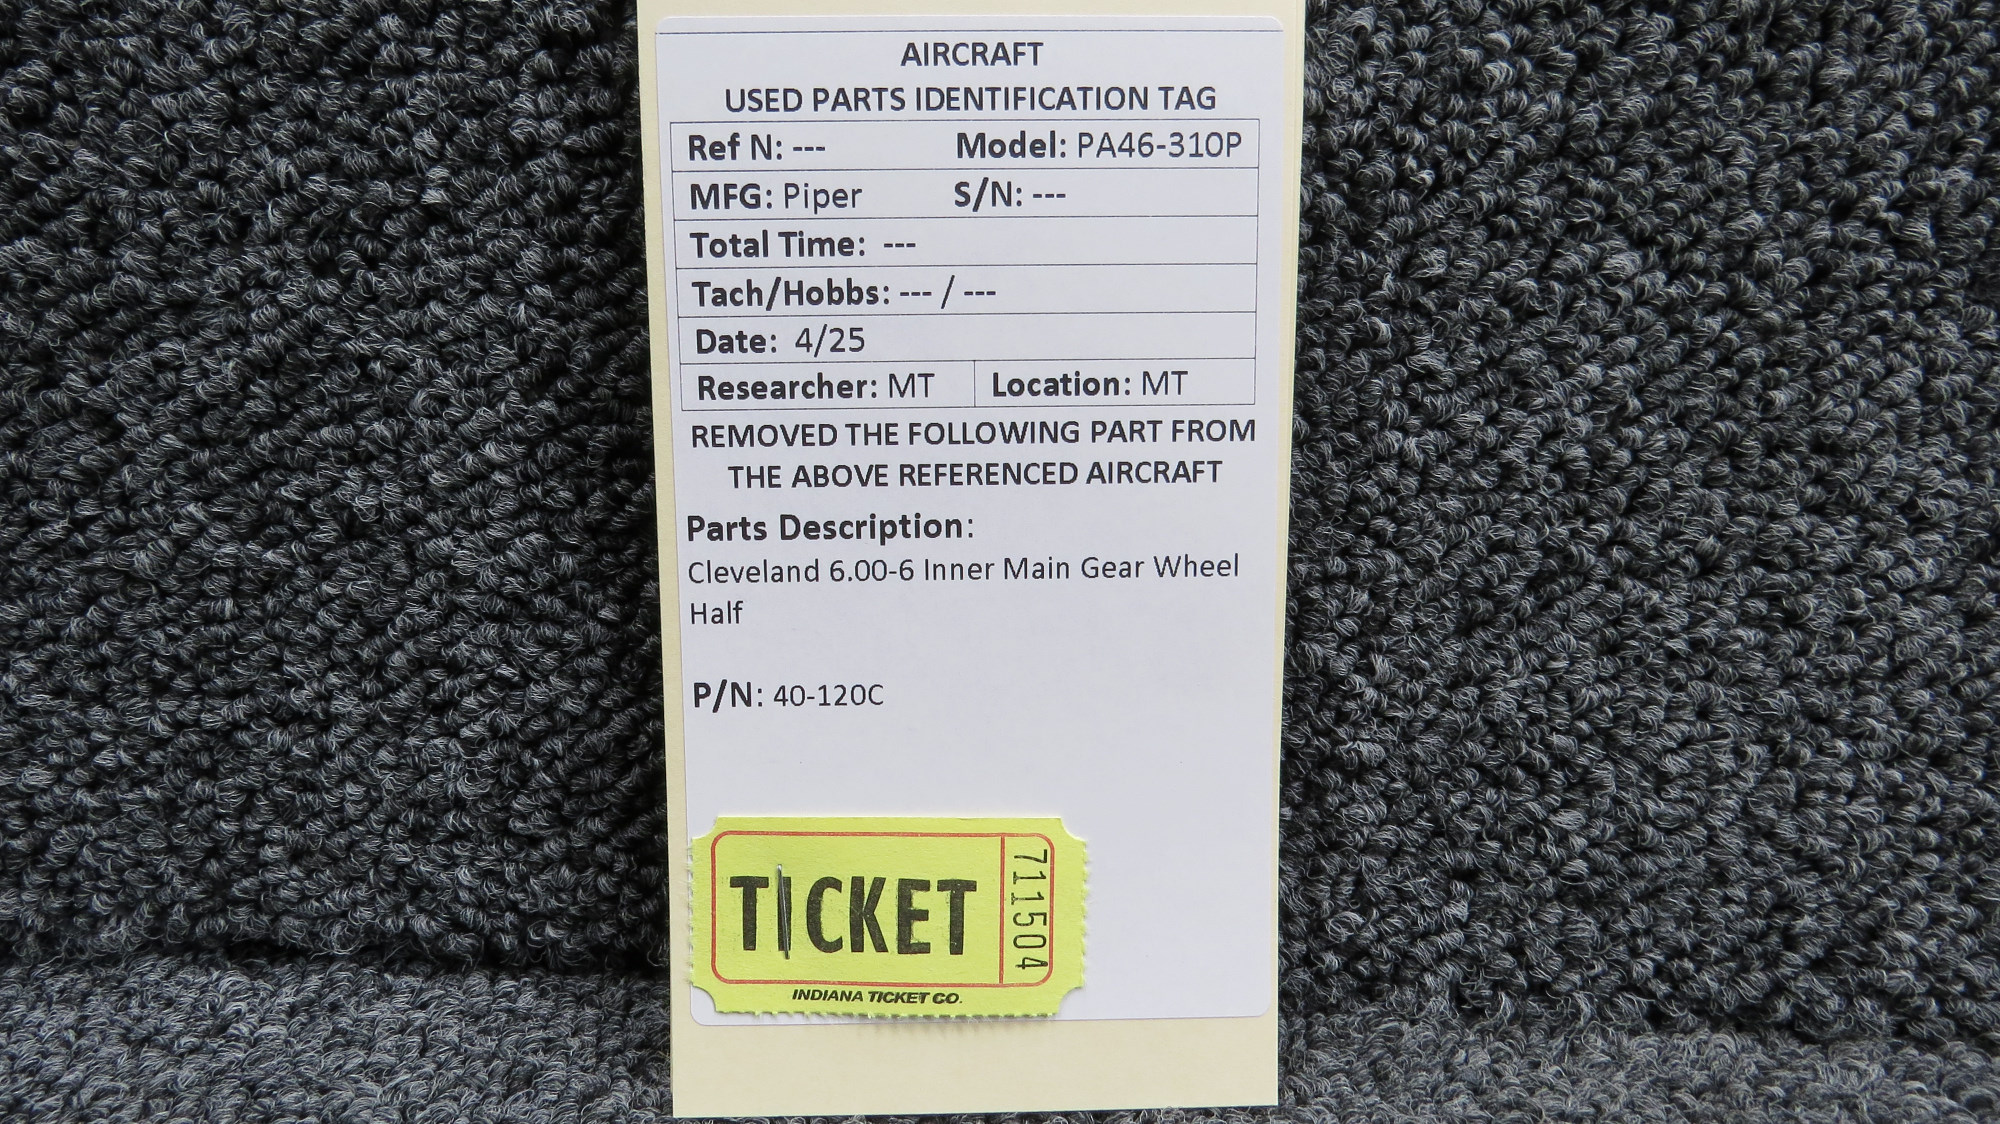 AIRCRAFT
USED PARTS IDENTIFICATION TAG
Ref N: --- Model: PA46-310P
MFG: Piper S/N: ---
Total Time: ---
Tach/Hobbs: --- / ---
Date: 4/25
Researcher: MT Location: MT
REMOVED THE FOLLOWING PART FROM
THE ABOVE REFERENCED AIRCRAFT
Parts Description:
Cleveland 6.00-6 Inner Main Gear Wheel
Half
P/N: 40-120C
TICKET
711504
INDIANA TICKET CO.